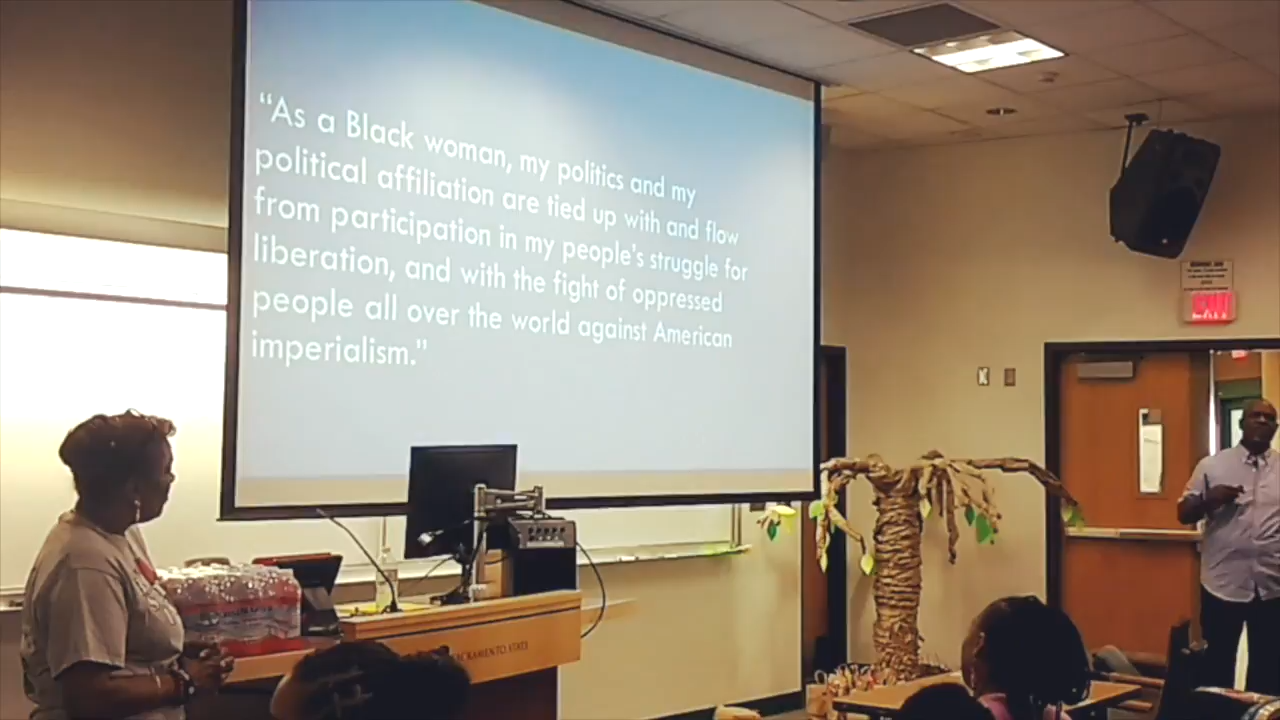 “As a Black woman, my politics and my
political affiliation are tied up with and flow
from participation in my people's struggle for
liberation, and with the fight of oppressed
people all over the world against American
imperialism."
SACRAMENTO STATE